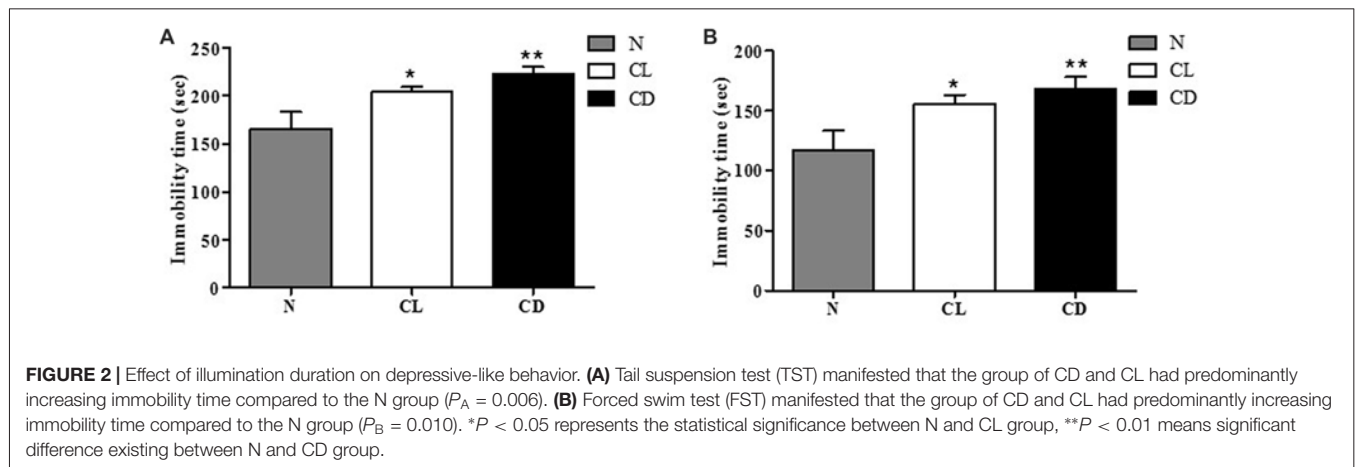 A
Immobility time (sec)
250
200
150
100
50
0
N
CL
CD
*
**
N
CL
CD
B
Immobility time (sec)
200
150
100
50
0
N
CL
CD
*
**
N
CL
CD
FIGURE 2 | Effect of illumination duration on depressive-like behavior. (A) Tail suspension test (TST) manifested that the group of CD and CL had predominantly
increasing immobility time compared to the N group (P_A = 0.006). (B) Forced swim test (FST) manifested that the group of CD and CL had predominantly increasing
immobility time compared to the N group (P_B = 0.010). *P < 0.05 represents the statistical significance between N and CL group, **P < 0.01 means significant
difference existing between N and CD group.